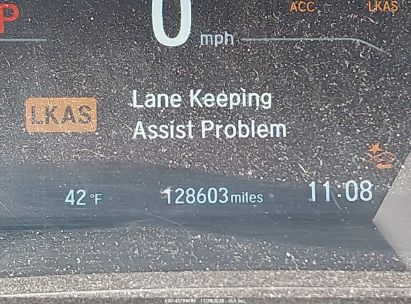 P
0 mph
ACC
LKAS
LKAS
Lane Keeping
Assist Problem
42°F
128603 miles
11:08